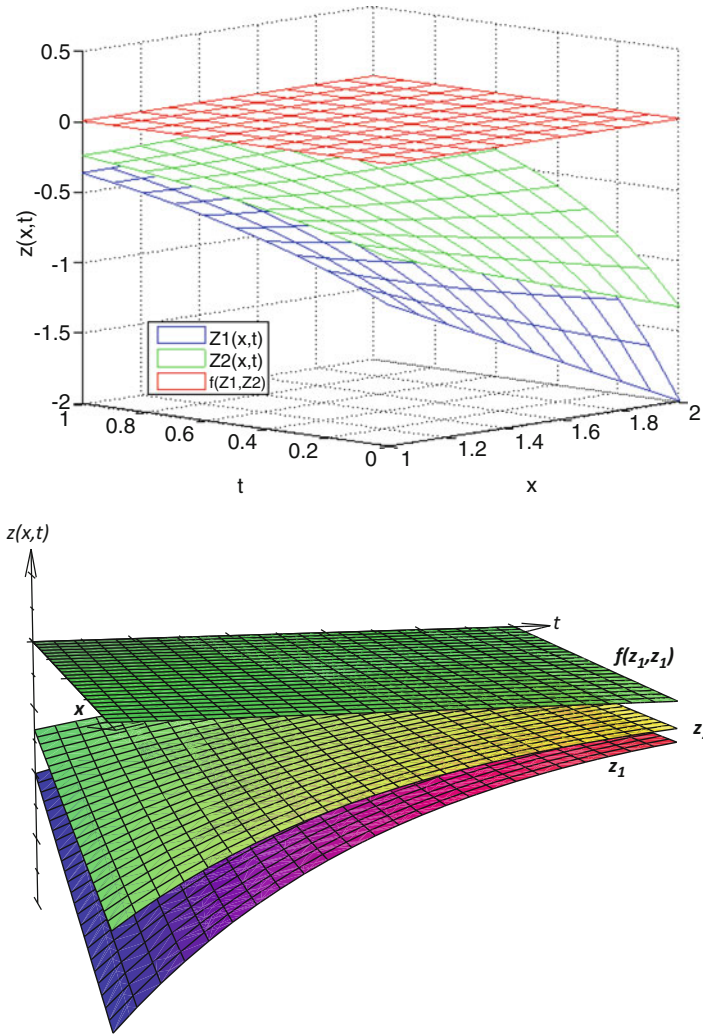 0.5
0
-0.5
-1
-1.5
-2
z(x,t)
Z1(x,t)
Z2(x,t)
f(Z1,Z2)
1 0.8 0.6 0.4 0.2 0
1 1.2 1.4 1.6 1.8 2
t x
z(x,t)
t
f(z₁,z₁)
x
z₁